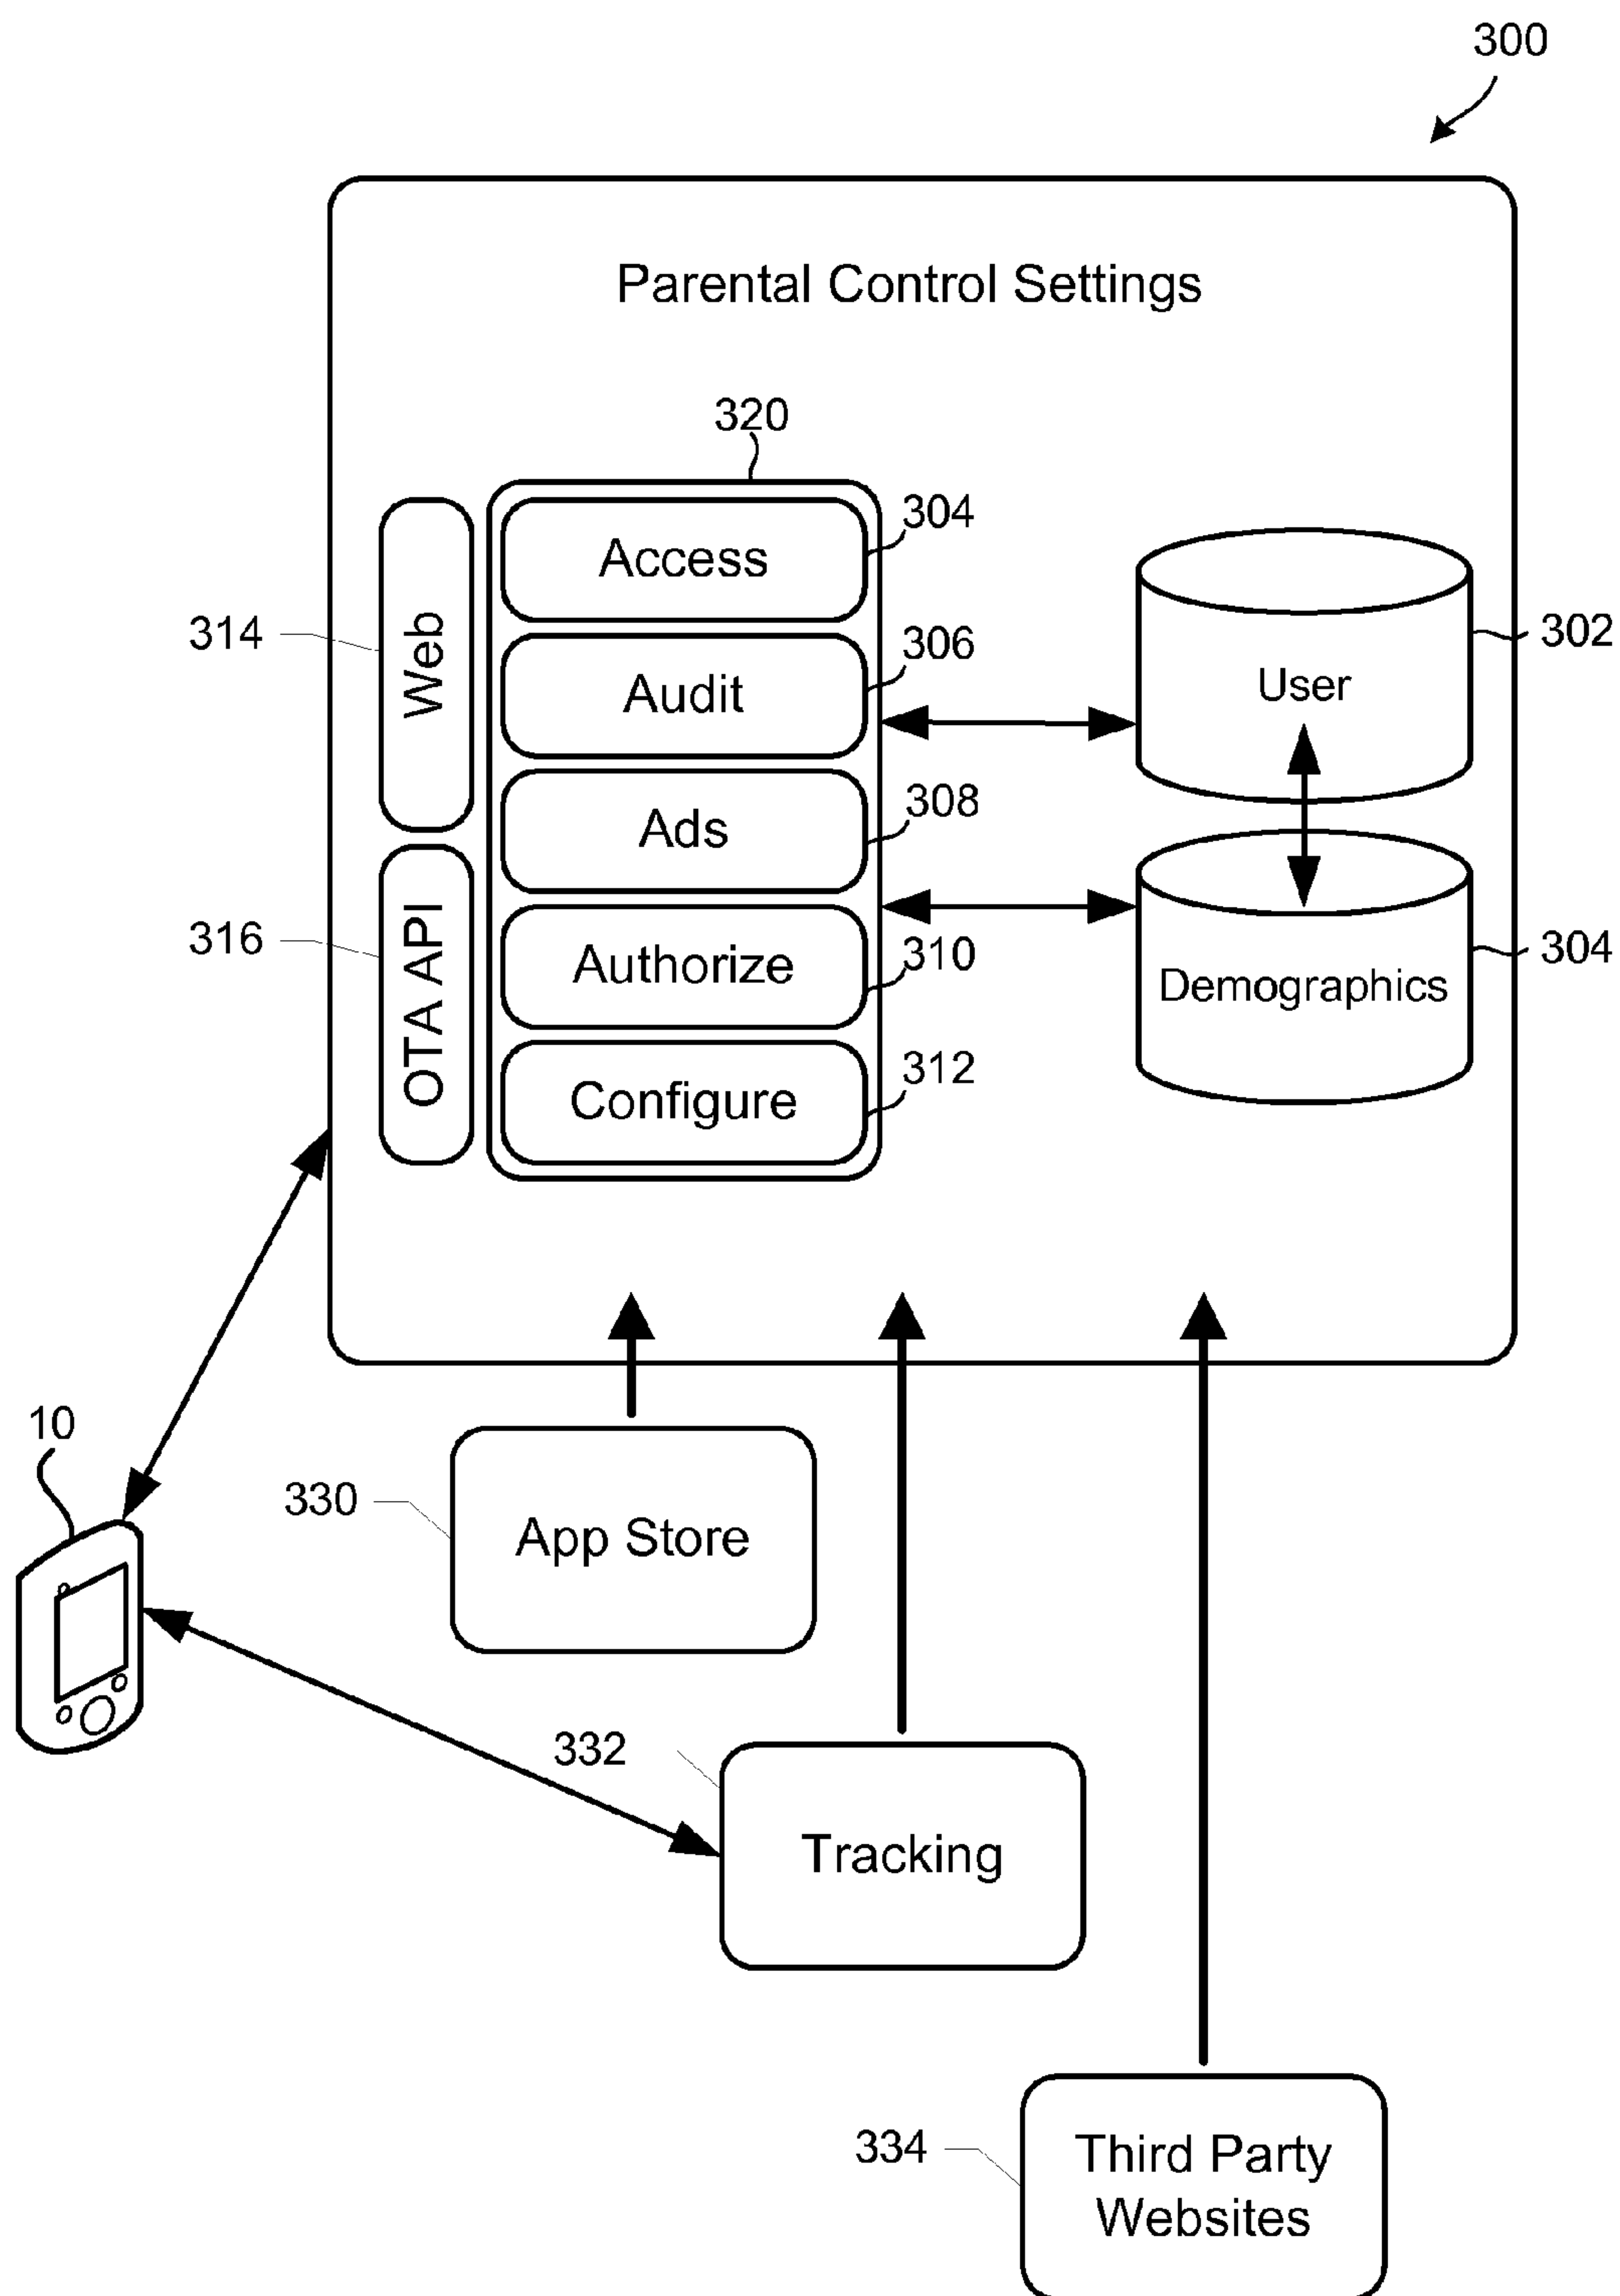 300
Parental Control Settings
320
Access
304
Audit
306
Ads
308
Authorize
310
Configure
312
314
Web
316
OTA API
User
302
Demographics
304
10
330
App Store
332
Tracking
334
Third Party
Websites